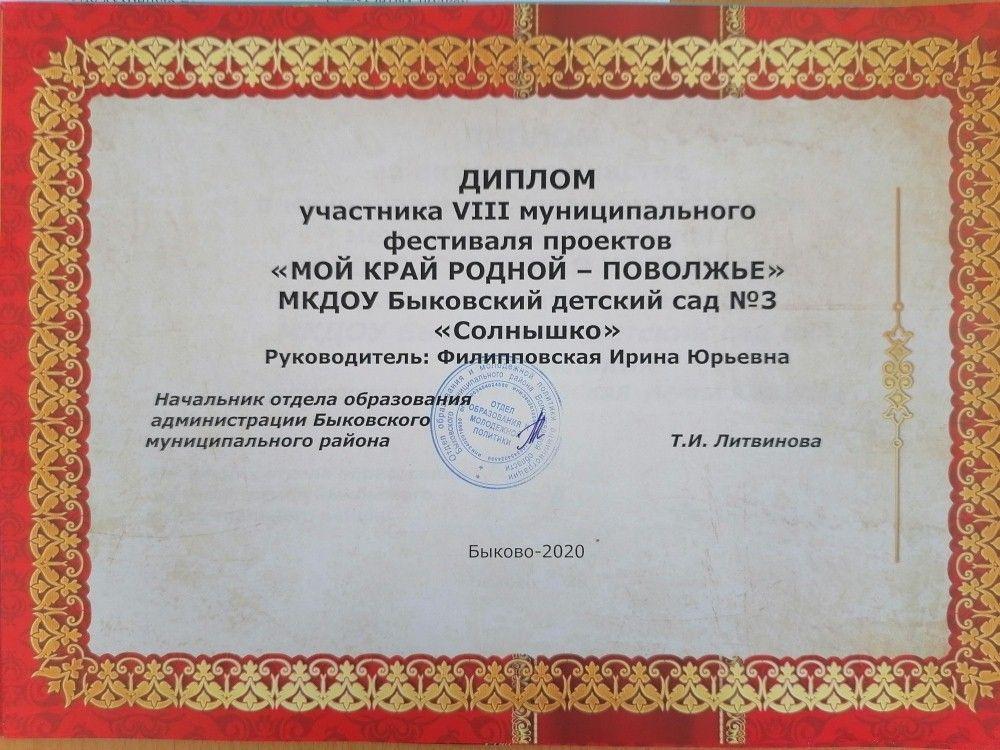 ДИПЛОМ
участника VIII муниципального
фестиваля проектов
«МОЙ КРАЙ РОДНОЙ – ПОВОЛЖЬЕ»
МКДОУ Быковский детский сад №3
«Солнышко»
Руководитель: Филипповская Ирина Юрьевна
Начальник отдела образования
администрации Быковского
муниципального района
Т.И. Литвинова
ОТДЕЛ
ОБРАЗОВАНИЯ
МОЛОДЕЖНОЙ
ПОЛИТИКИ
Быково-2020